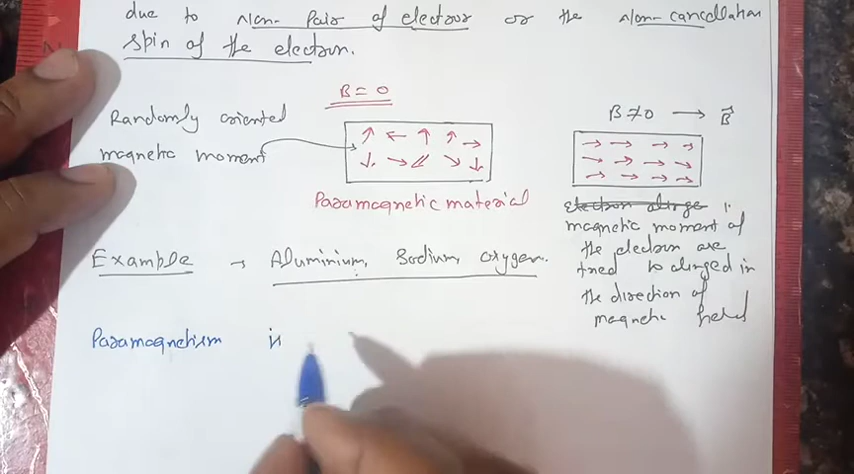 due to non-pair of electrons or the non-cancellation
spin of the electron.
B = 0
Randomly oriented
magnetic moment
Paramagnetic material
B ≠ 0 → B⃗
magnetic moment of
the electron are
tried to alinged in
the direction of
magnetic field
Example → Aluminium, Sodium, oxygen.
Paramagnetism is